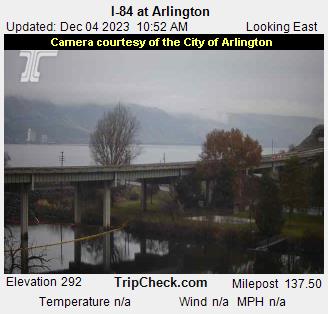 I-84 at Arlington
Updated: Dec 04 2023 10:52 AM Looking East
Camera courtesy of the City of Arlington
Elevation 292 TripCheck.com Milepost 137.50
Temperature n/a Wind n/a MPH n/a